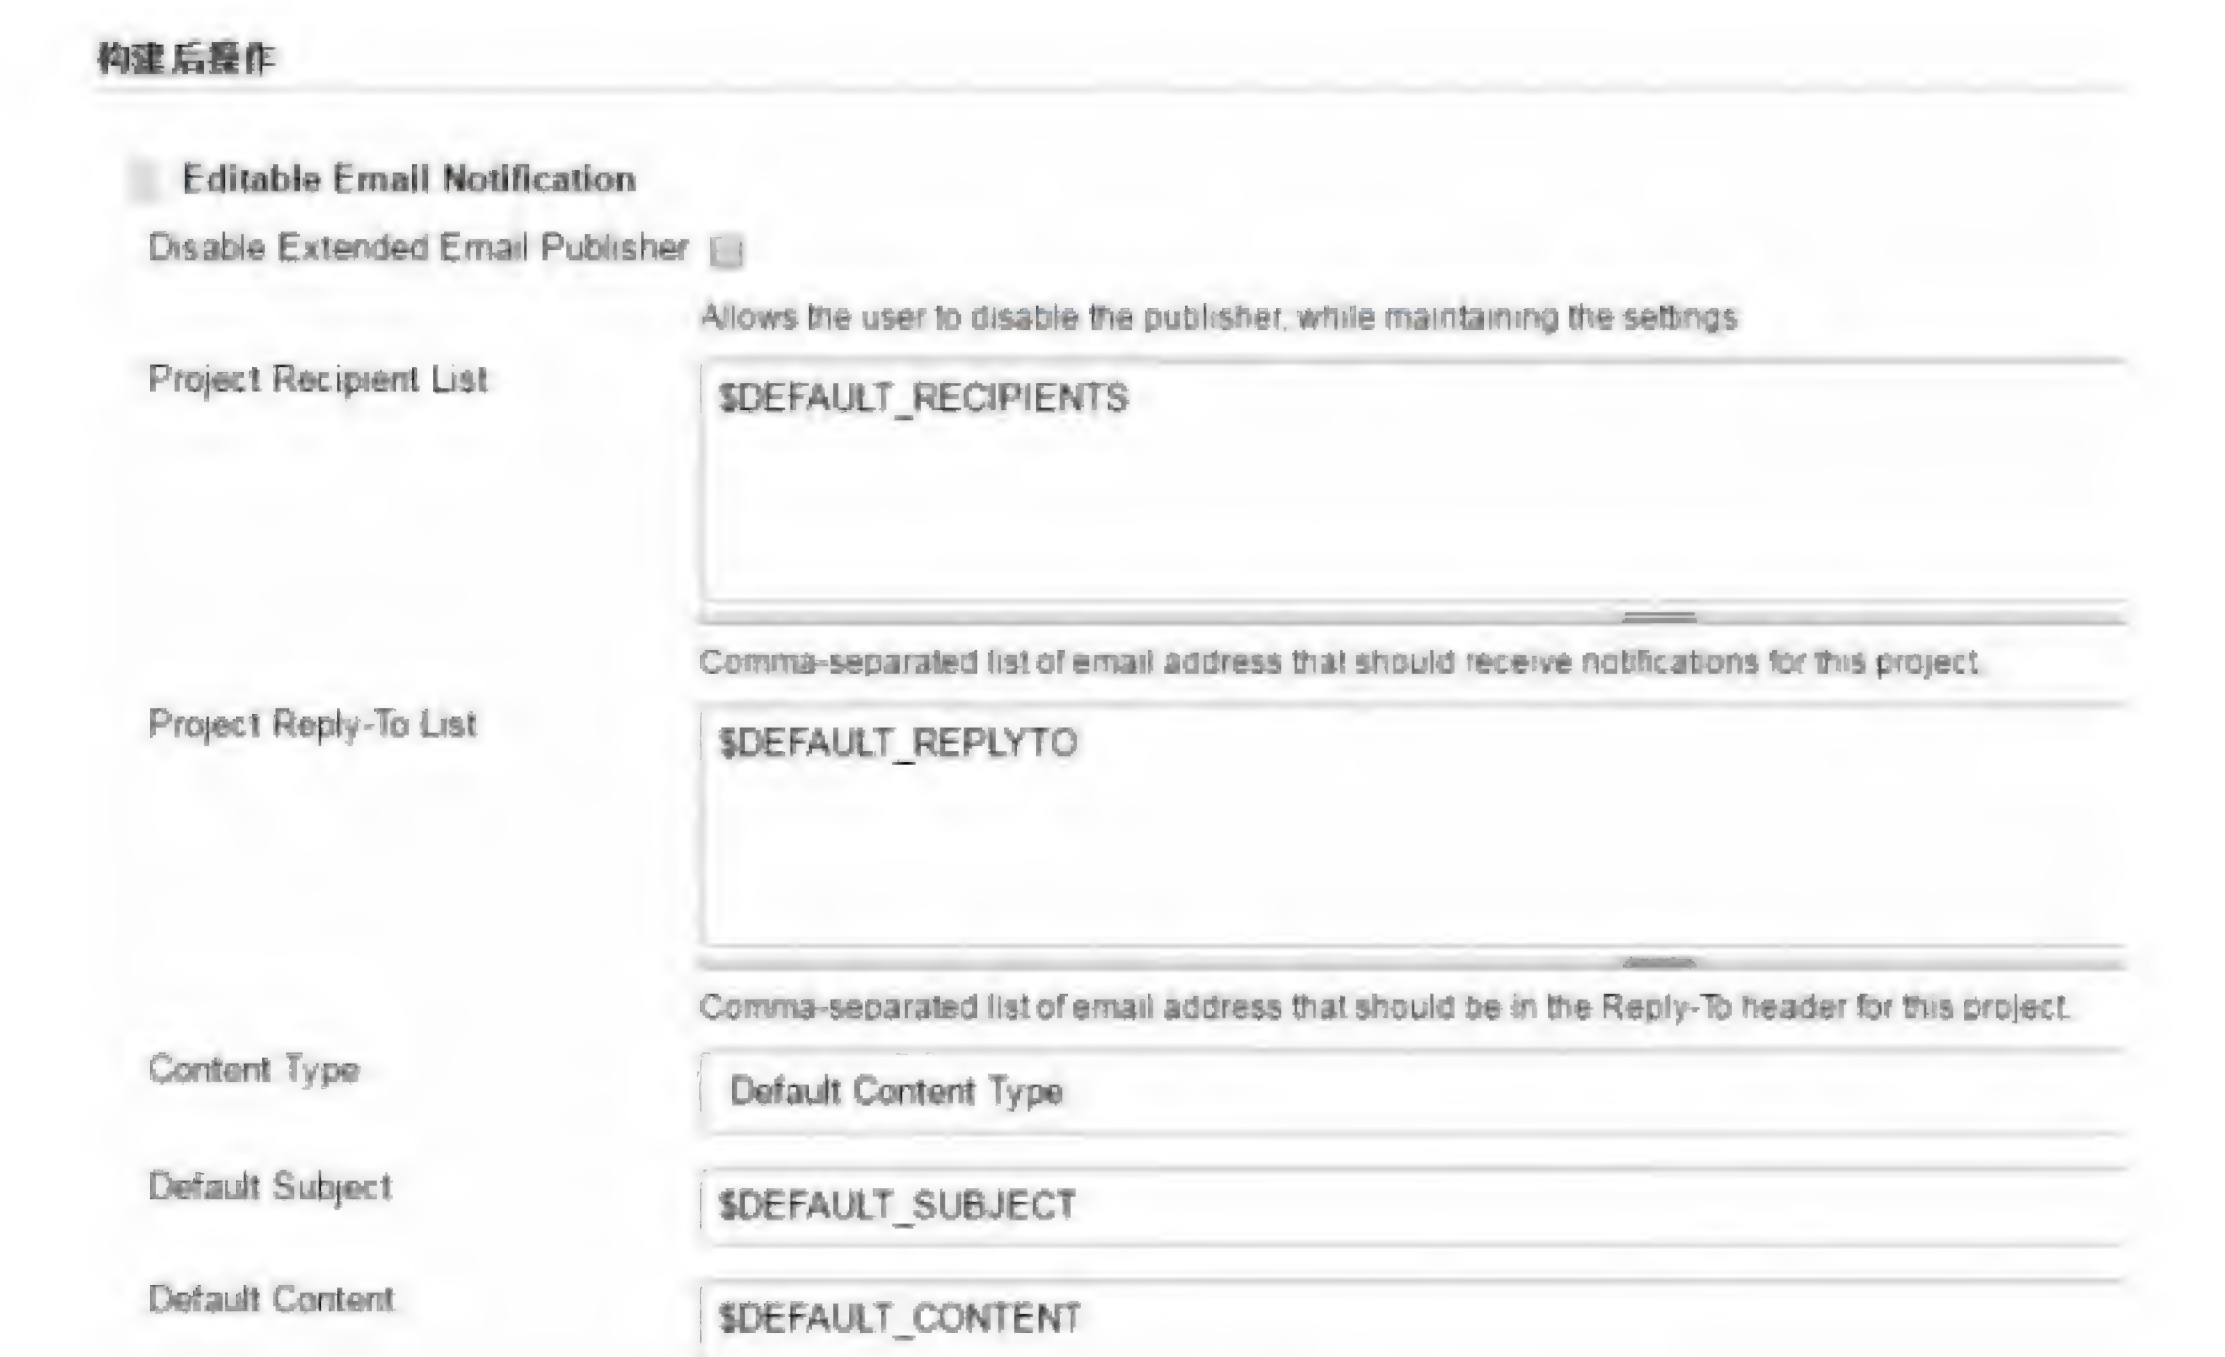 构建后操作
Editable Email Notification
Disable Extended Email Publisher
Allows the user to disable the publisher, while maintaining the settings
Project Recipient List
$DEFAULT_RECIPIENTS
Comma-separated list of email address that should receive notifications for this project.
Project Reply-To List
$DEFAULT_REPLYTO
Comma-separated list of email address that should be in the Reply-To header for this project.
Content Type
Default Content Type
Default Subject
$DEFAULT_SUBJECT
Default Content
$DEFAULT_CONTENT